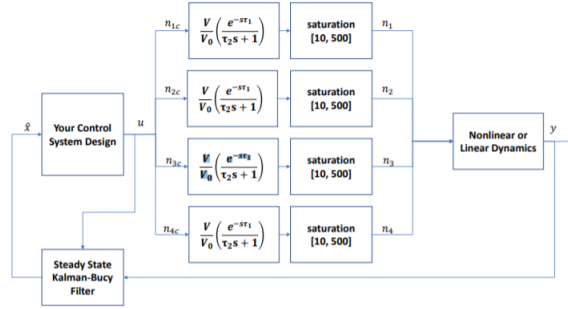 n₁c
V/V₀ (e^(-sτ₁)/(τ₂s + 1))
saturation
[10, 500]
n₁
n₂c
V/V₀ (e^(-sτ₁)/(τ₂s + 1))
saturation
[10, 500]
n₂
x̂
Your Control
System Design
u
Nonlinear or
Linear Dynamics
y
n₃c
V/V₀ (e^(-sτ₁)/(τ₂s + 1))
saturation
[10, 500]
n₃
n₄c
V/V₀ (e^(-sτ₁)/(τ₂s + 1))
saturation
[10, 500]
n₄
Steady State
Kalman-Bucy
Filter